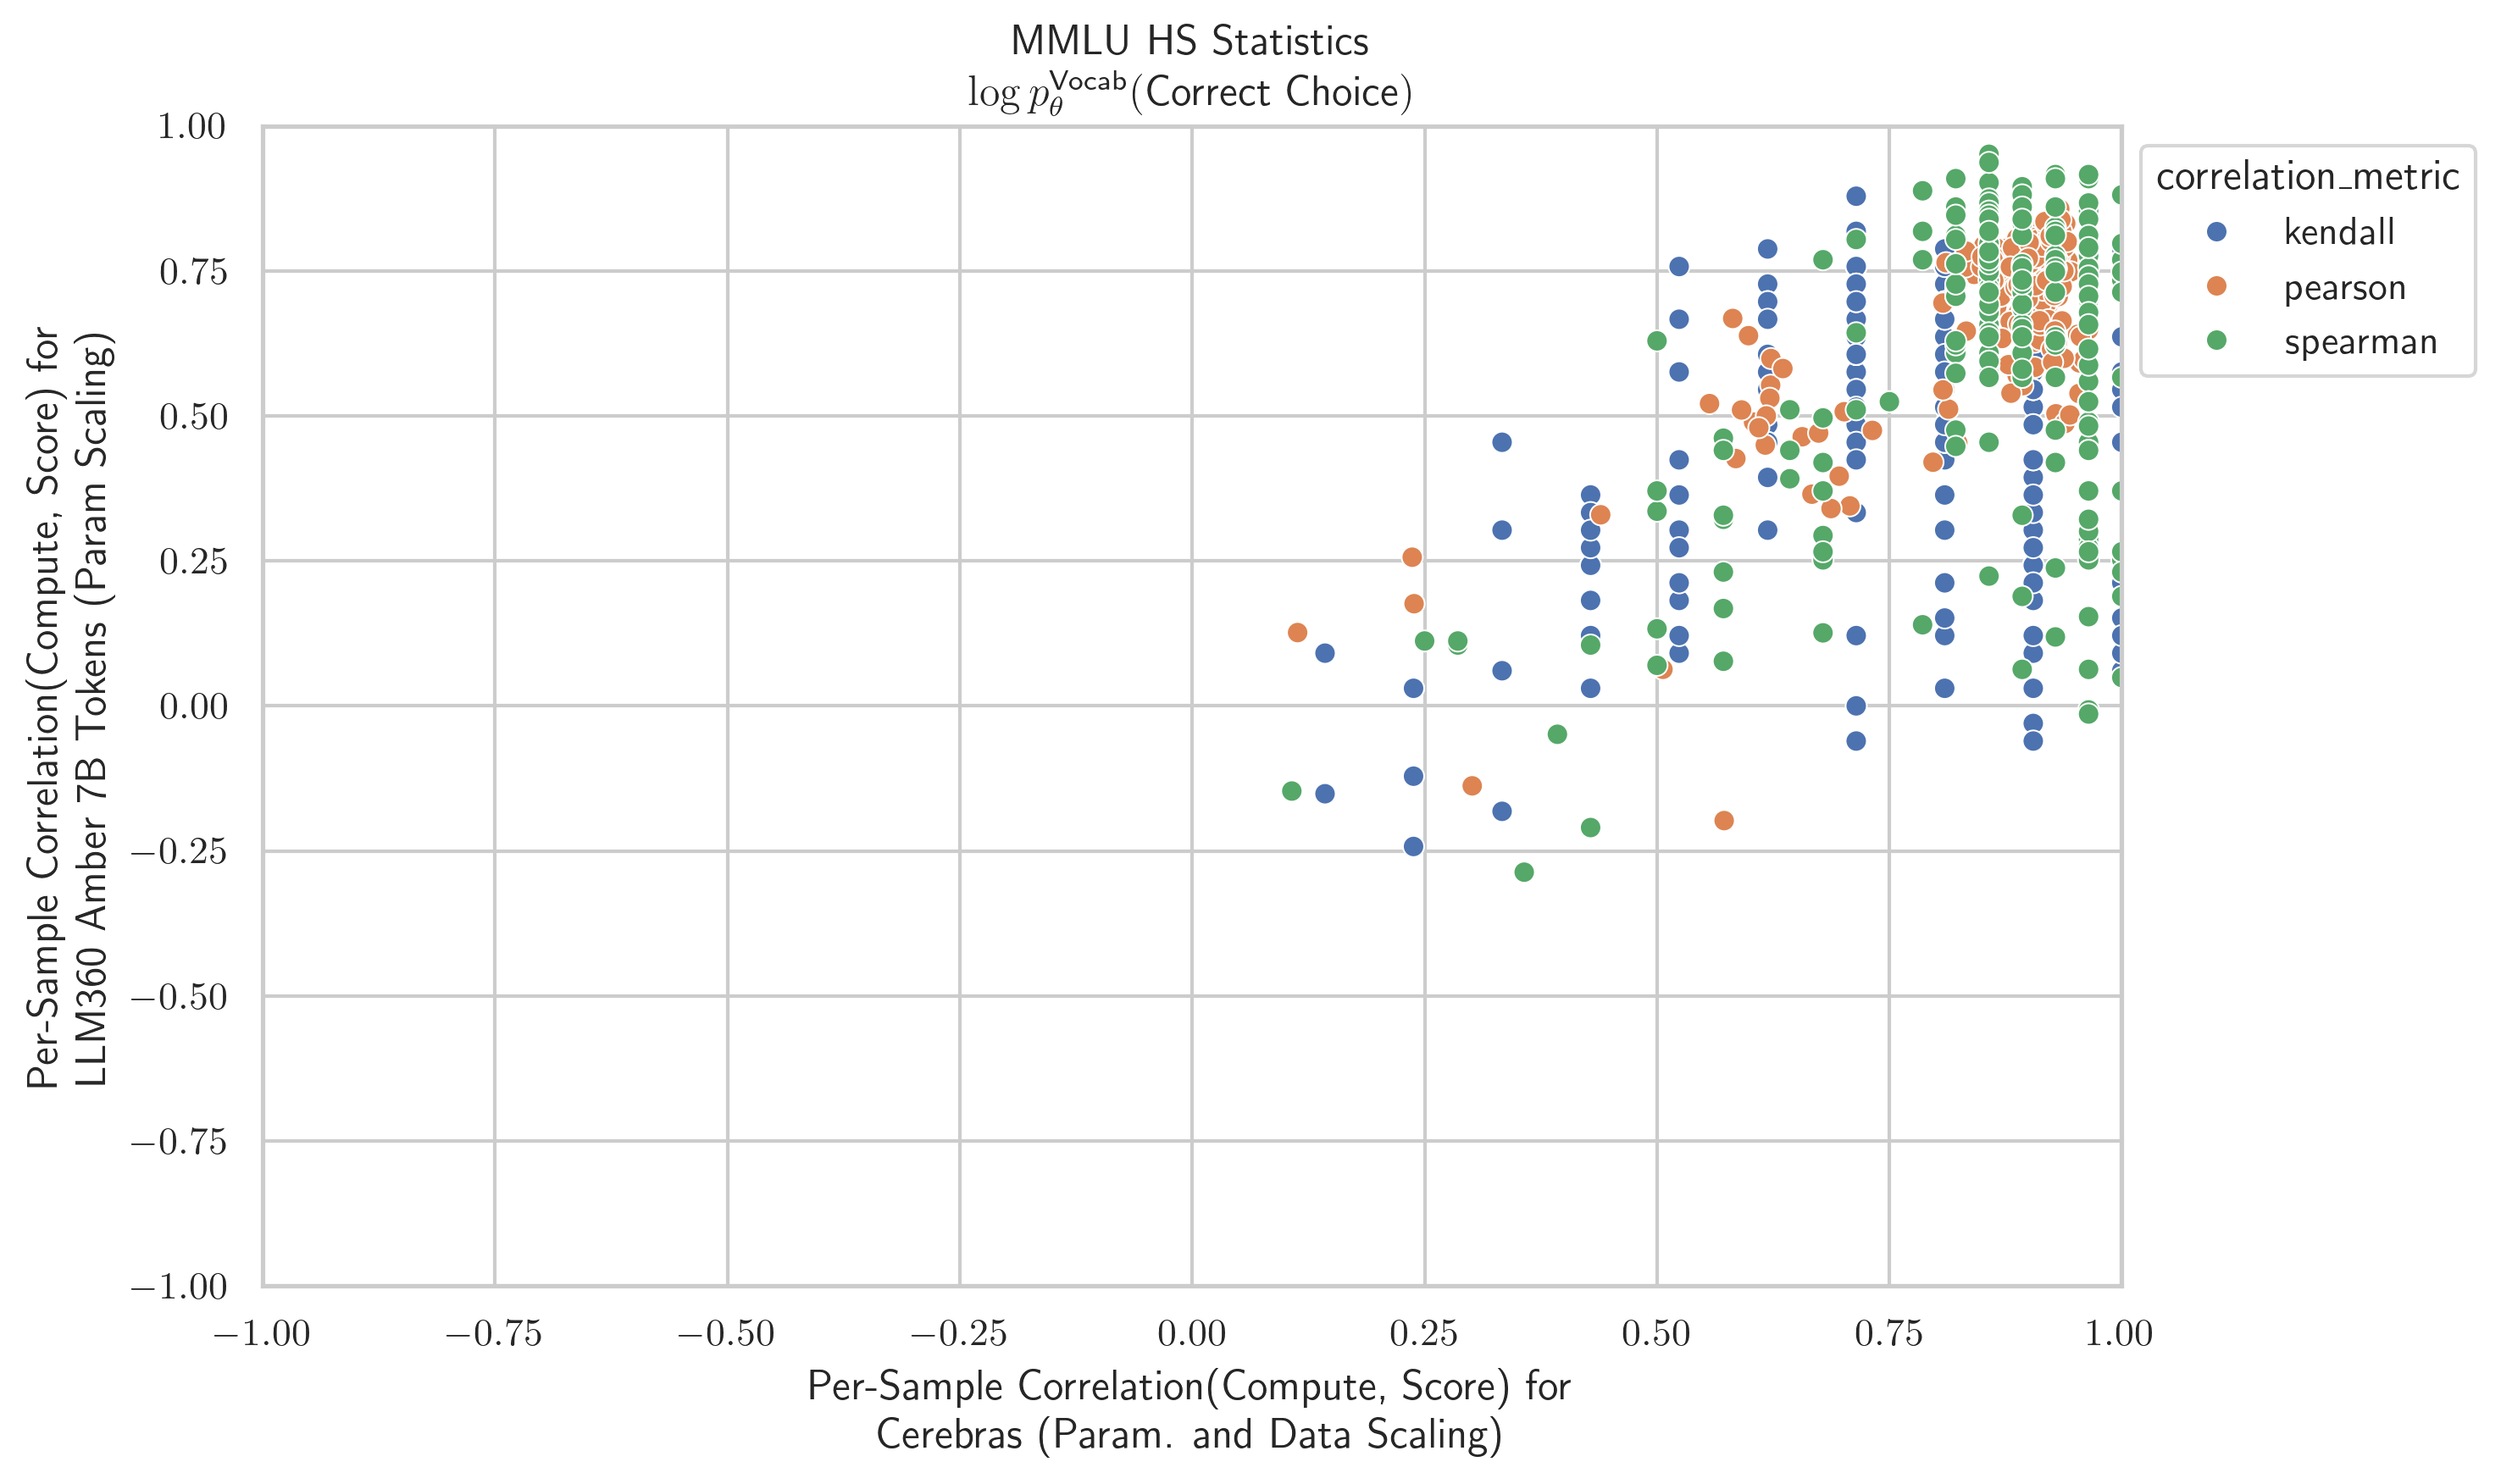 MMLU HS Statistics
log p_θ^Vocab(Correct Choice)
Per-Sample Correlation(Compute, Score) for
LLM360 Amber 7B Tokens (Param Scaling)
1.00
0.75
0.50
0.25
0.00
−0.25
−0.50
−0.75
−1.00
correlation_metric
kendall
pearson
spearman
−1.00 −0.75 −0.50 −0.25 0.00 0.25 0.50 0.75 1.00
Per-Sample Correlation(Compute, Score) for
Cerebras (Param. and Data Scaling)